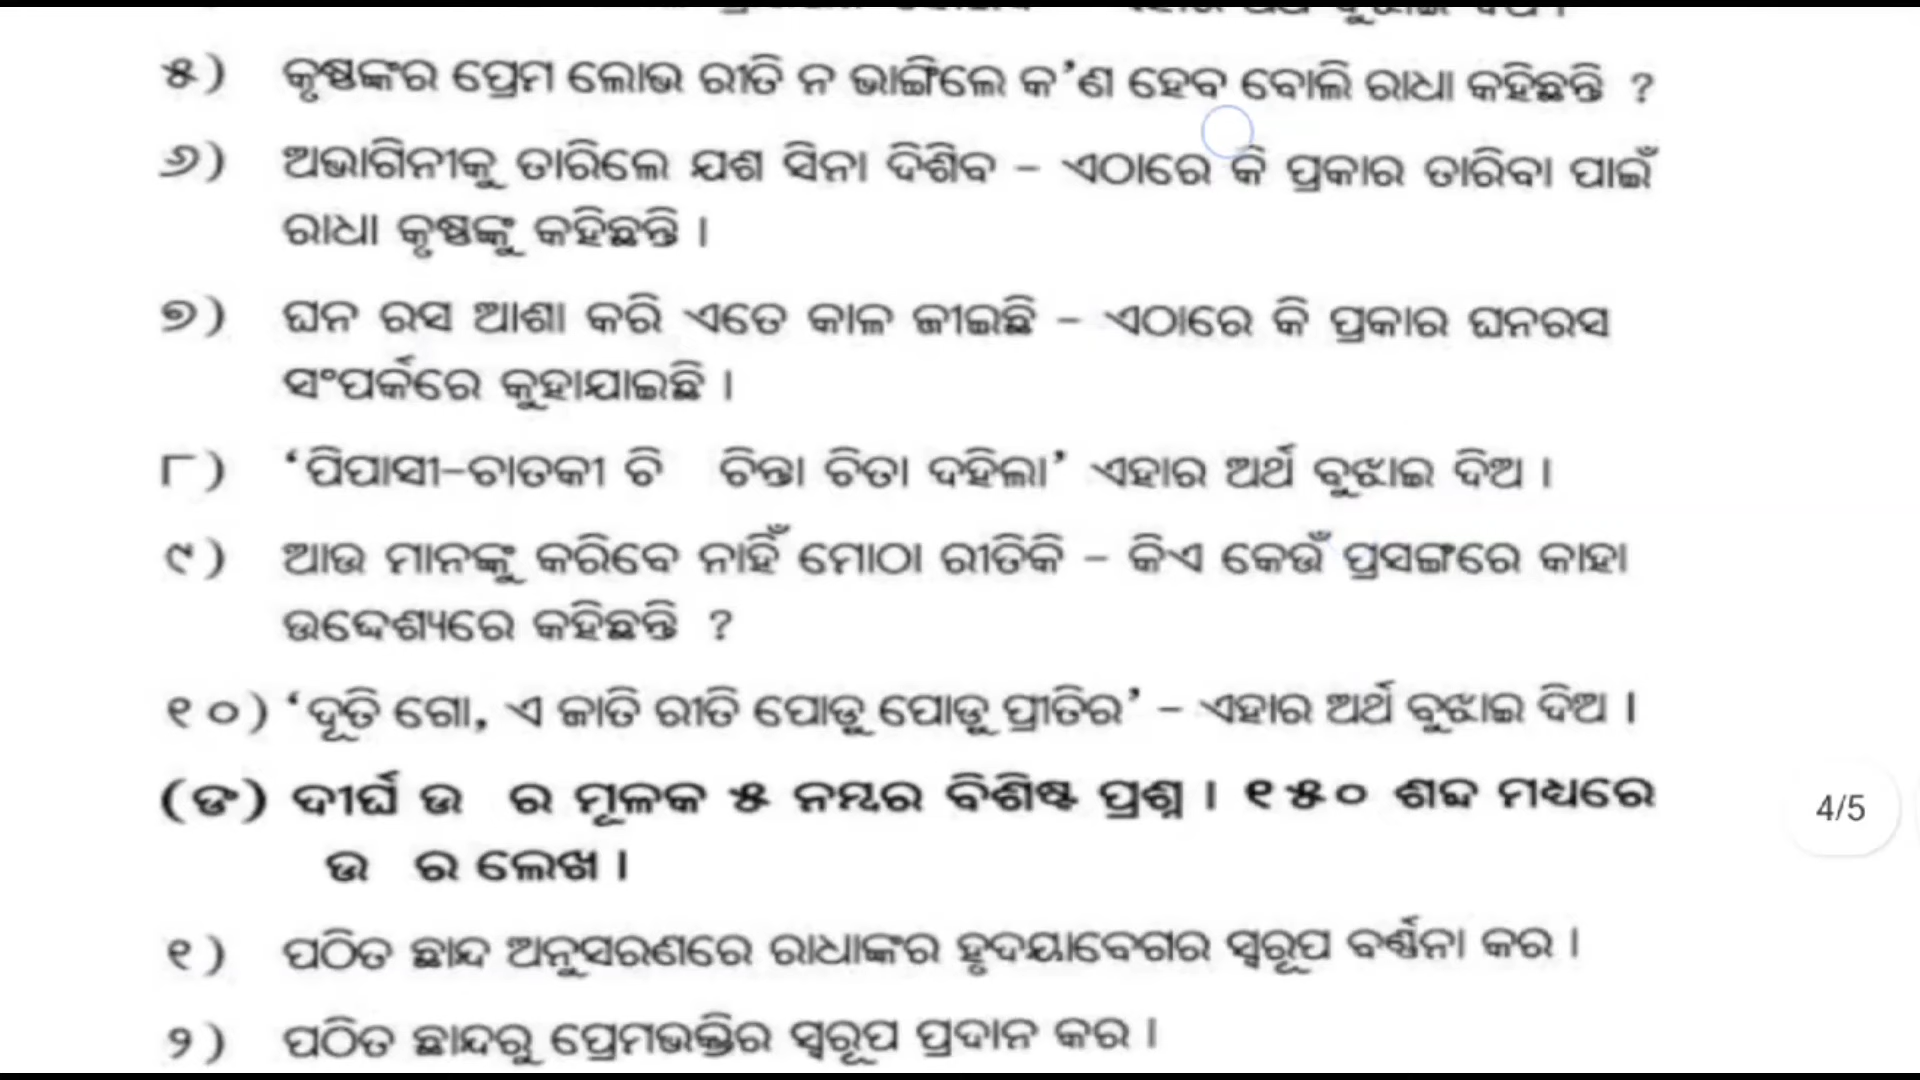 ୫) କୃଷ୍ଣଙ୍କର ପ୍ରେମ ଲୋଭ ରୀତି ନ ଭାଙ୍ଗିଲେ କ’ଣ ହେବ ବୋଲି ରାଧା କହିଛନ୍ତି ?
୬) ଅଭାଗିନୀକୁ ତାରିଲେ ଯଶ ସିନା ଦିଶିବ – ଏଠାରେ କି ପ୍ରକାର ତାରିବା ପାଇଁ
ରାଧା କୃଷ୍ଣଙ୍କୁ କହିଛନ୍ତି ।
୭) ଘନ ରସ ଆଶା କରି ଏତେ କାଳ ଜୀଇଛି – ଏଠାରେ କି ପ୍ରକାର ଘନରସ
ସଂପର୍କରେ କୁହାଯାଇଛି ।
୮) ‘ପିପାସୀ-ଚାତକୀ ଚି ଚିନ୍ତା ଚିତା ଦହିଲା’ ଏହାର ଅର୍ଥ ବୁଝାଇ ଦିଅ ।
୯) ଆଉ ମାନଙ୍କୁ କରିବେ ନାହିଁ ମୋଠା ରୀତିକି – କିଏ କେଉଁ ପ୍ରସଙ୍ଗରେ କାହା
ଉଦ୍ଦେଶ୍ୟରେ କହିଛନ୍ତି ?
୧୦) ‘ଦୂତି ଗୋ, ଏ ଜାତି ରୀତି ପୋଡୁ ପୋଡୁ ପ୍ରୀତିର’ – ଏହାର ଅର୍ଥ ବୁଝାଇ ଦିଅ ।
(ଙ) ଦୀର୍ଘ ଉ ର ମୂଳକ ୫ ନମ୍ବର ବିଶିଷ୍ଟ ପ୍ରଶ୍ନ । ୧୫୦ ଶବ୍ଦ ମଧ୍ୟରେ
ଉ ର ଲେଖ ।
୧) ପଠିତ ଛାନ୍ଦ ଅନୁସରଣରେ ରାଧାଙ୍କର ହୃଦୟାବେଗର ସ୍ୱରୂପ ବର୍ଣ୍ଣନା କର ।
୨) ପଠିତ ଛାନ୍ଦରୁ ପ୍ରେମଭକ୍ତିର ସ୍ୱରୂପ ପ୍ରଦାନ କର ।
4/5